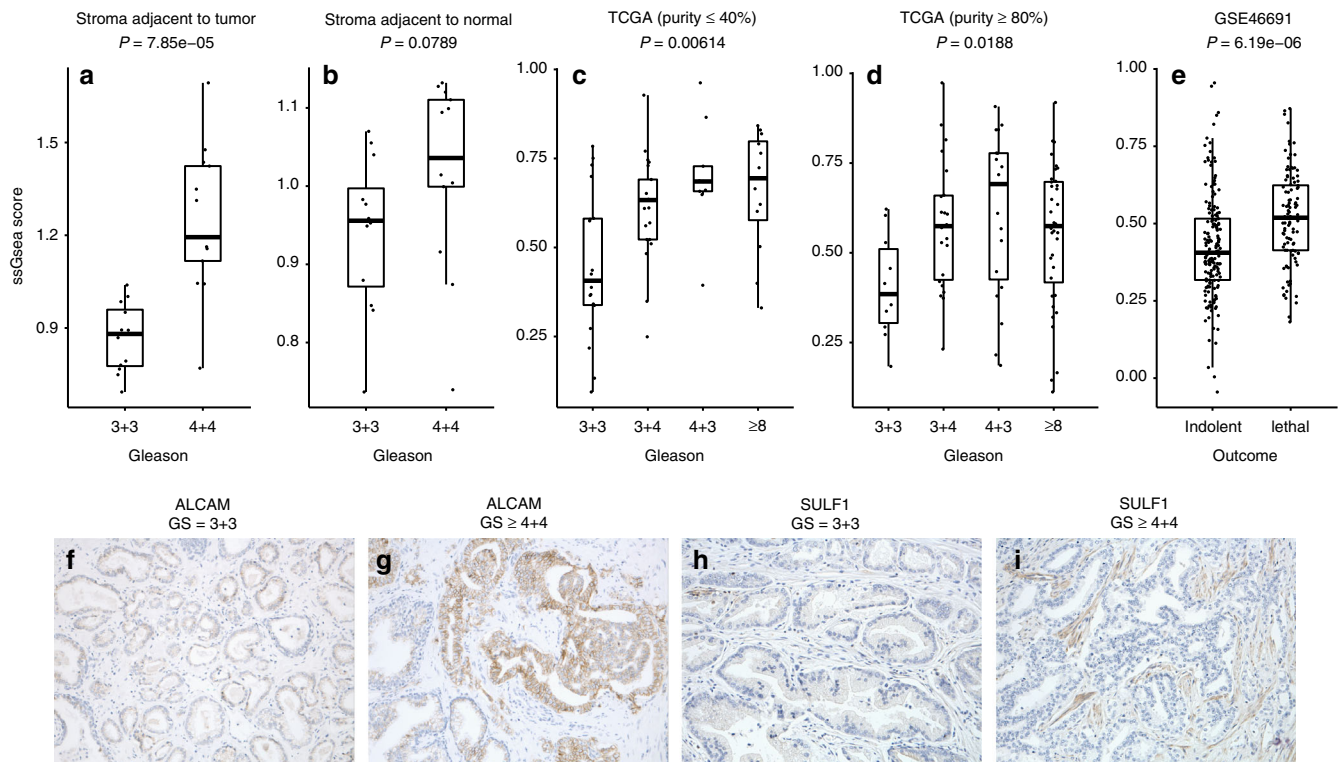 Stroma adjacent to tumor
P = 7.85e−05
Stroma adjacent to normal
P = 0.0789
TCGA (purity ≤ 40%)
P = 0.00614
TCGA (purity ≥ 80%)
P = 0.0188
GSE46691
P = 6.19e−06
ssGsea score
a
1.5
1.2
0.9
3+3
4+4
Gleason
b
1.1
1.0
0.9
0.8
3+3
4+4
Gleason
c
1.00
0.75
0.50
0.25
3+3
3+4
4+3
≥8
Gleason
d
1.00
0.75
0.50
0.25
3+3
3+4
4+3
≥8
Gleason
e
1.00
0.75
0.50
0.25
0.00
Indolent
lethal
Outcome
ALCAM
GS = 3+3
f
ALCAM
GS ≥ 4+4
g
SULF1
GS = 3+3
h
SULF1
GS ≥ 4+4
i